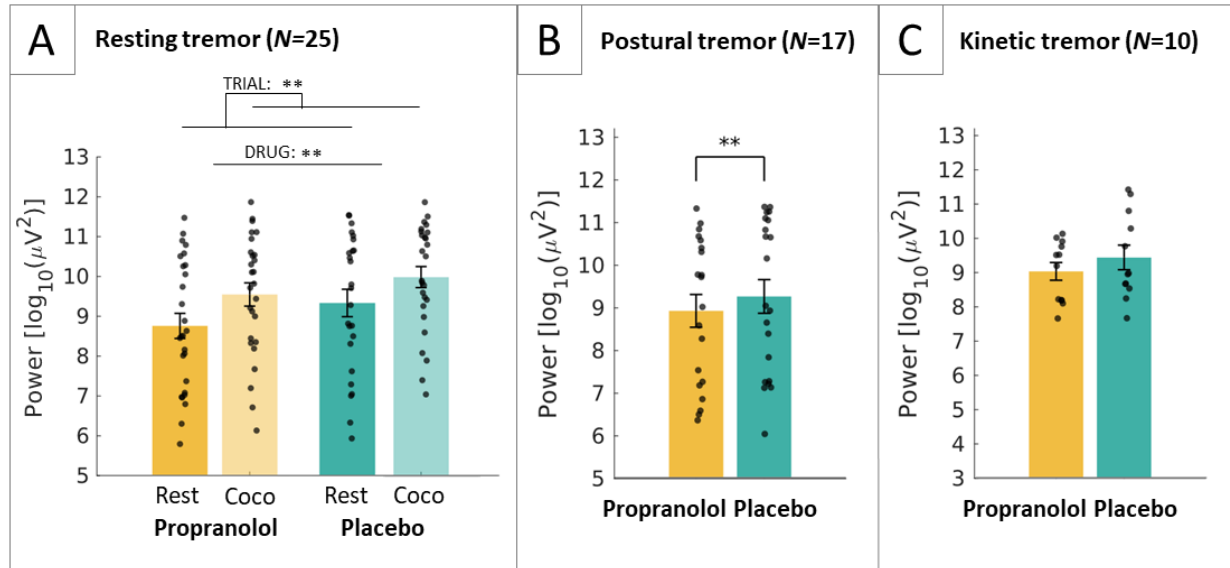 A Resting tremor (N=25)
TRIAL: **
DRUG: **
Power [log10(μV²)]
13
12
11
10
9
8
7
6
5
Rest Coco Rest Coco
Propranolol Placebo
B Postural tremor (N=17)
**
Power [log10(μV²)]
13
12
11
10
9
8
7
6
5
Propranolol Placebo
C Kinetic tremor (N=10)
Power [log10(μV²)]
13
12
11
10
9
8
7
6
5
4
3
Propranolol Placebo